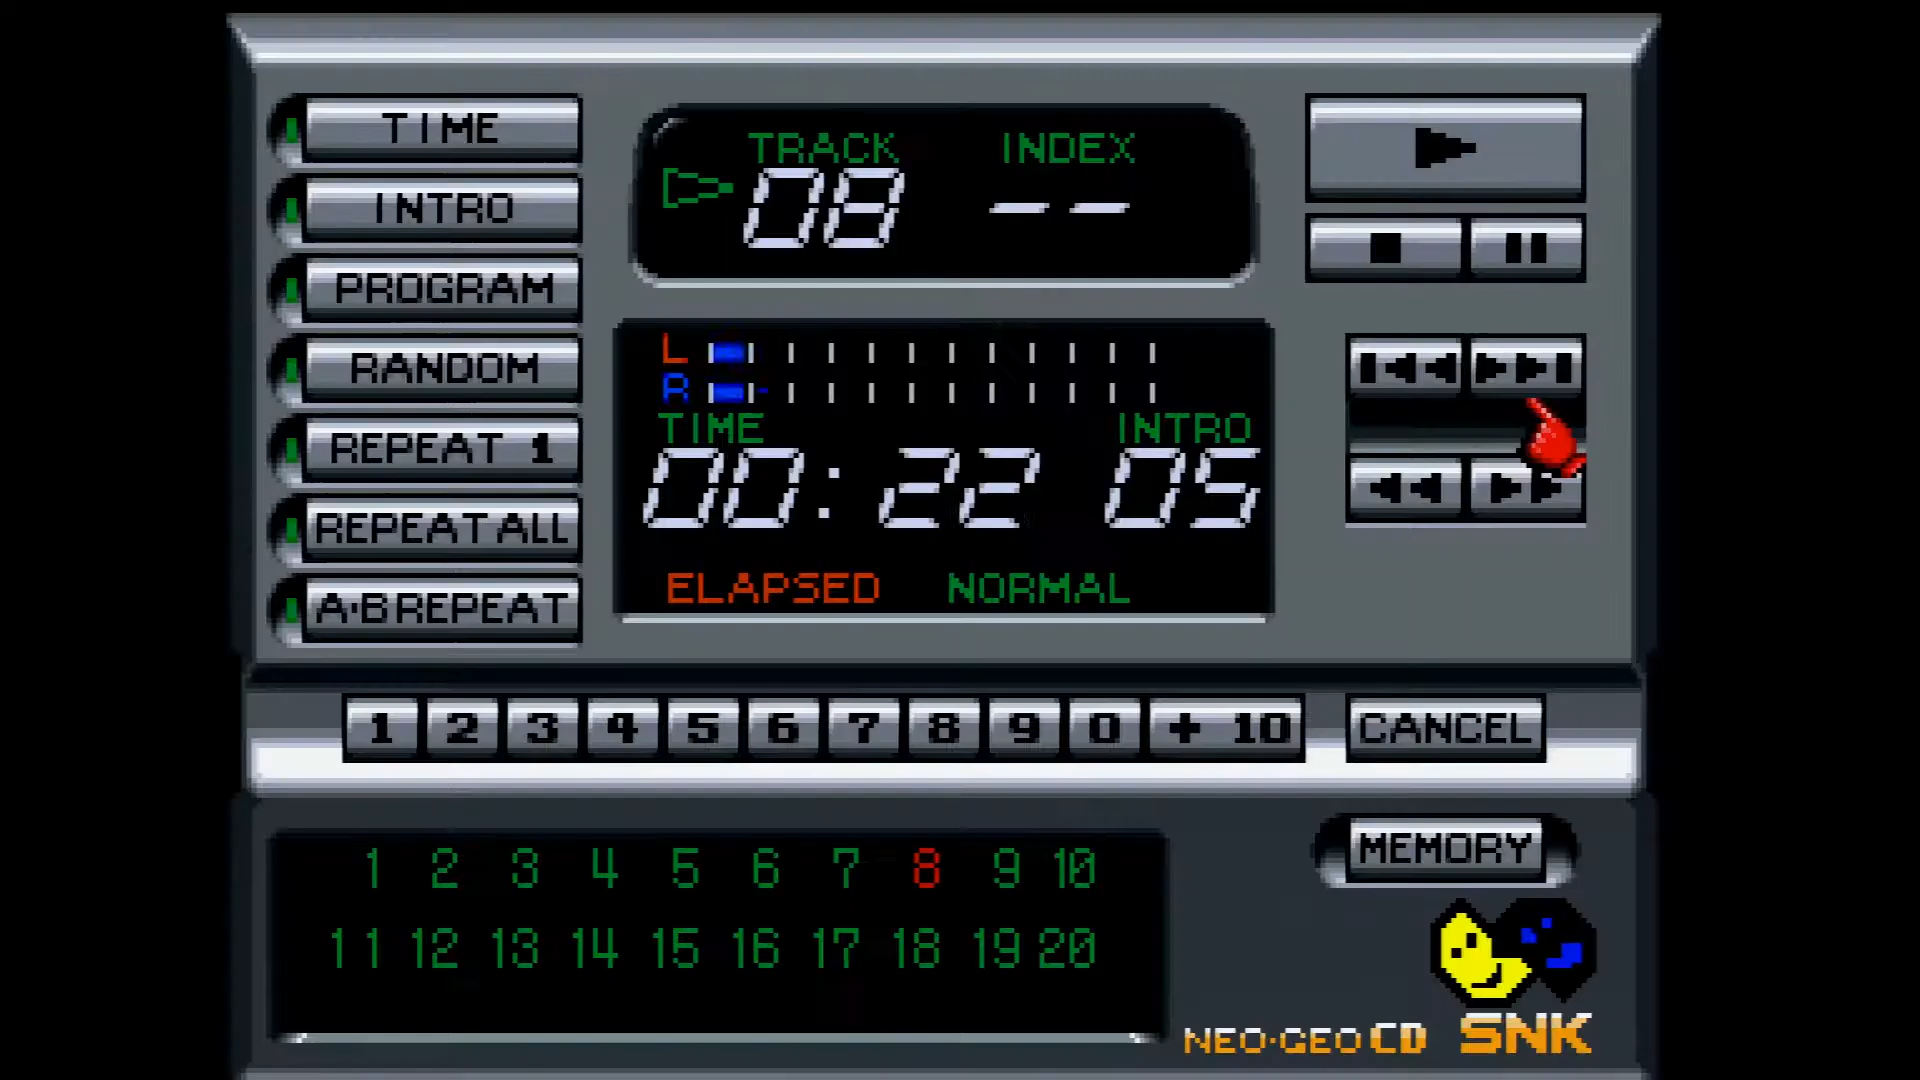 TIME
INTRO
PROGRAM
RANDOM
REPEAT 1
REPEAT ALL
A·B REPEAT
TRACK INDEX
08 --
L
R
TIME INTRO
00:22 05
ELAPSED NORMAL
1 2 3 4 5 6 7 8 9 0 + 10 CANCEL
1 2 3 4 5 6 7 8 9 10
11 12 13 14 15 16 17 18 19 20
MEMORY
NEO·GEO CD SNK